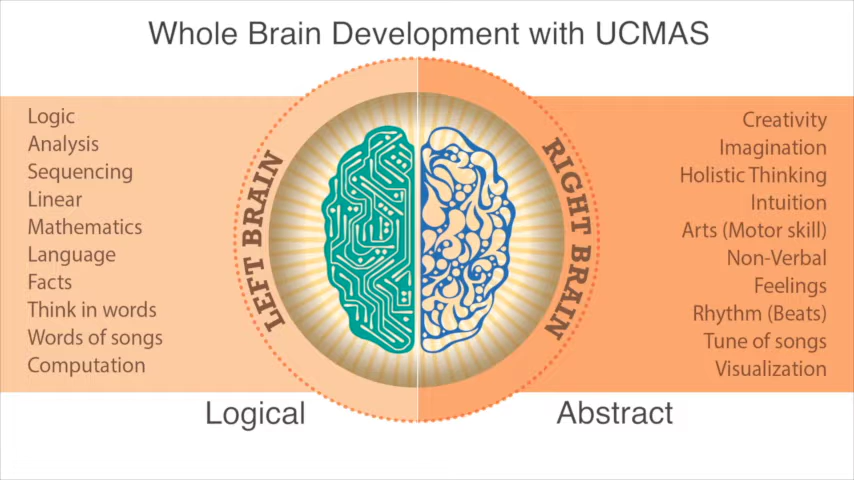 Whole Brain Development with UCMAS
LEFT BRAIN
RIGHT BRAIN
Logic
Analysis
Sequencing
Linear
Mathematics
Language
Facts
Think in words
Words of songs
Computation
Creativity
Imagination
Holistic Thinking
Intuition
Arts (Motor skill)
Non-Verbal
Feelings
Rhythm (Beats)
Tune of songs
Visualization
Logical
Abstract